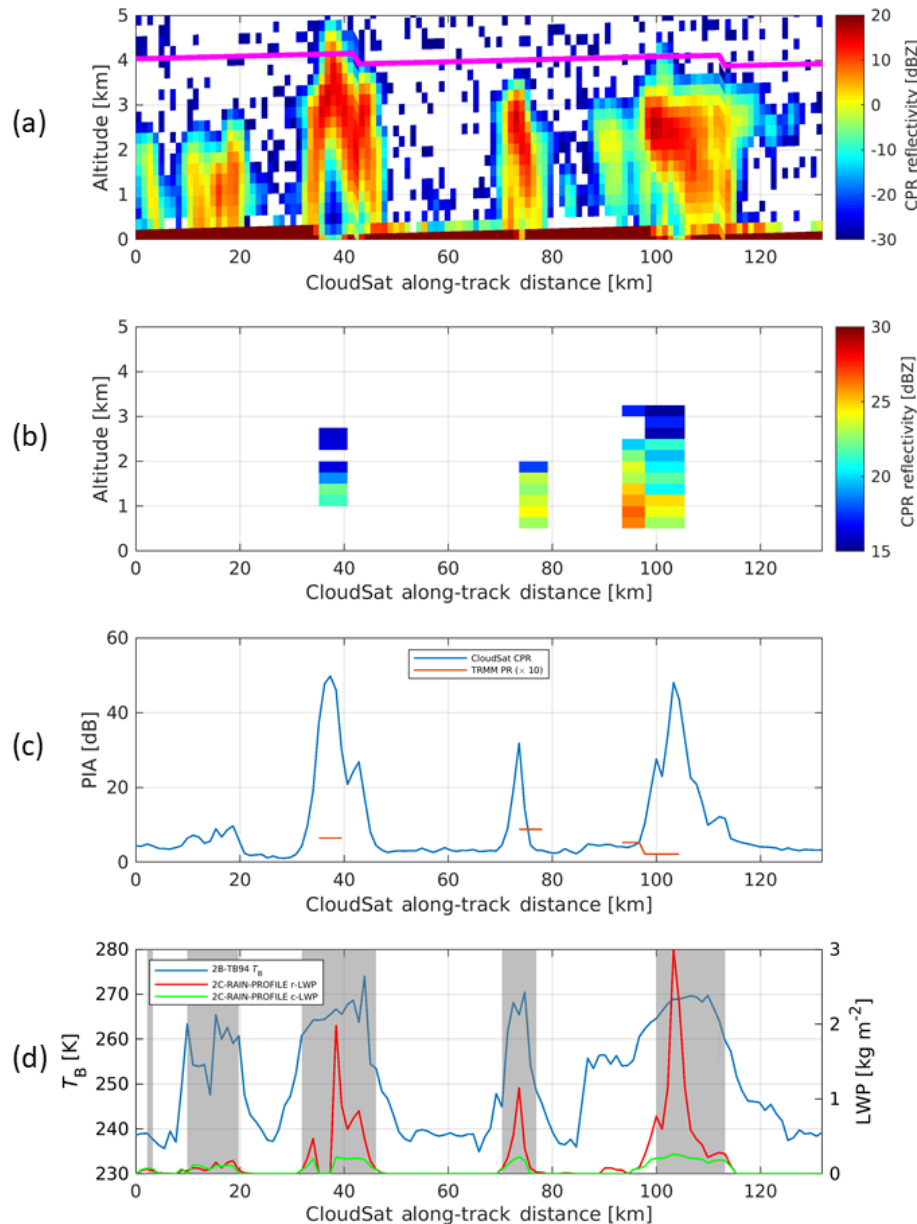 (a)
Altitude [km]
5
4
3
2
1
0
0 20 40 60 80 100 120
CloudSat along-track distance [km]
20
10
0
-10
-20
-30
CPR reflectivity [dBZ]
(b)
Altitude [km]
5
4
3
2
1
0
0 20 40 60 80 100 120
CloudSat along-track distance [km]
30
25
20
15
CPR reflectivity [dBZ]
(c)
PIA [dB]
60
40
20
0
CloudSat CPR
TRMM PR (× 10)
0 20 40 60 80 100 120
CloudSat along-track distance [km]
(d)
T_B [K]
280
270
260
250
240
230
2B-TB94 T_B
2C-RAIN-PROFILE r-LWP
2C-RAIN-PROFILE c-LWP
3
2
1
0
LWP [kg m⁻²]
0 20 40 60 80 100 120
CloudSat along-track distance [km]